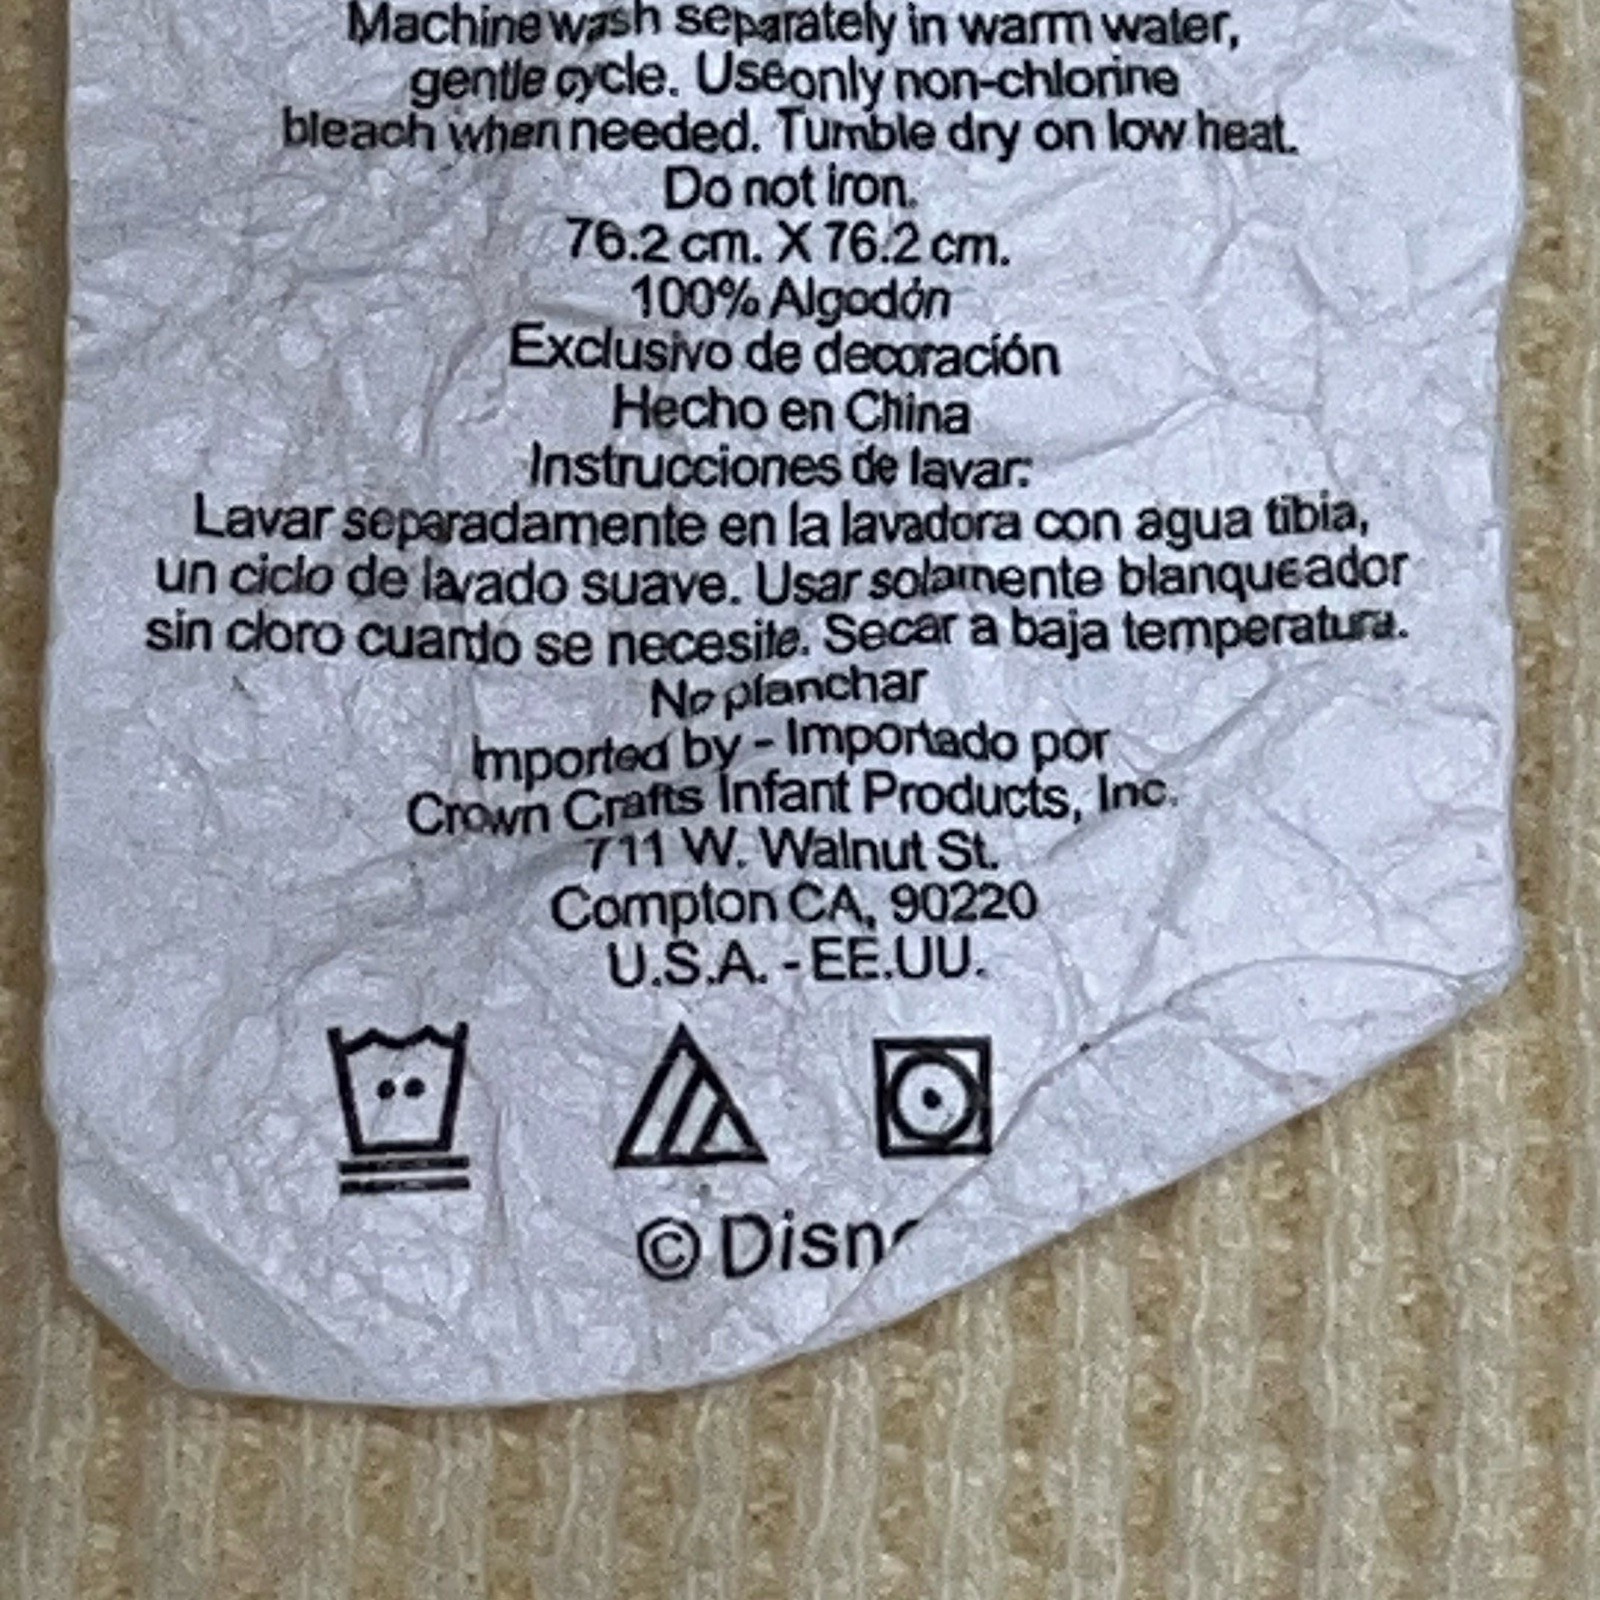 Machine wash separately in warm water,
gentle cycle. Use only non-chlorine
bleach when needed. Tumble dry on low heat.
Do not iron.
76.2 cm. X 76.2 cm.
100% Algodón
Exclusivo de decoración
Hecho en China
Instrucciones de lavar:
Lavar separadamente en la lavadora con agua tibia,
un ciclo de lavado suave. Usar solamente blanqueador
sin cloro cuando se necesite. Secar a baja temperatura.
No planchar
Imported by - Importado por
Crown Crafts Infant Products, Inc.
711 W. Walnut St.
Compton CA, 90220
U.S.A. - EE.UU.
© Disne